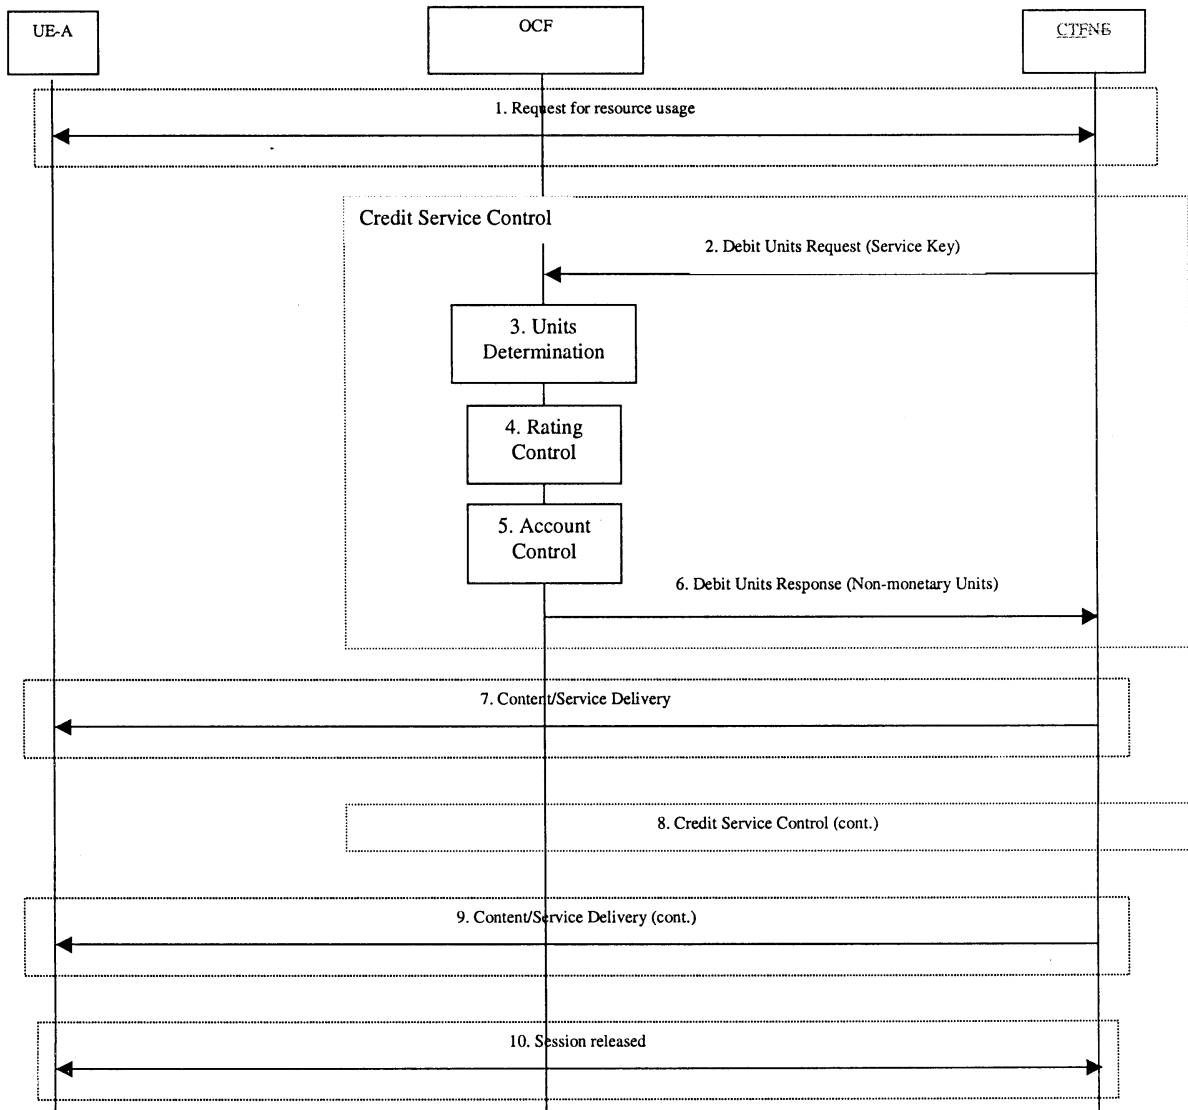 UE-A
OCF
CTFNE
1. Request for resource usage
Credit Service Control
2. Debit Units Request (Service Key)
3. Units
Determination
4. Rating
Control
5. Account
Control
6. Debit Units Response (Non-monetary Units)
7. Content/Service Delivery
8. Credit Service Control (cont.)
9. Content/Service Delivery (cont.)
10. Session released